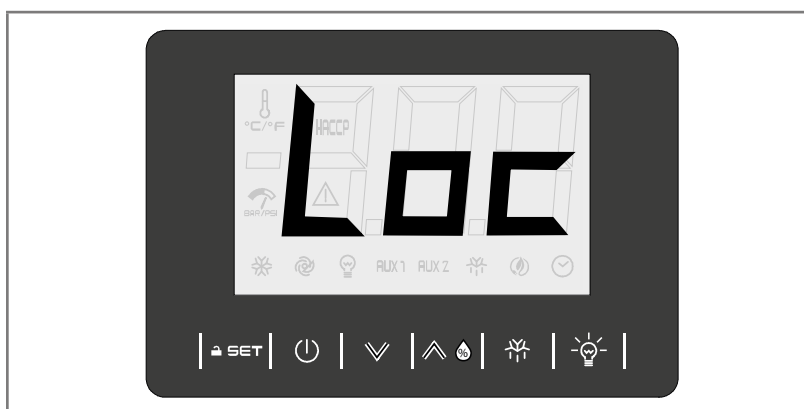 °C/°F
HACCP
Loc
BAR/PSI
AUX 1 AUX 2
SET
%